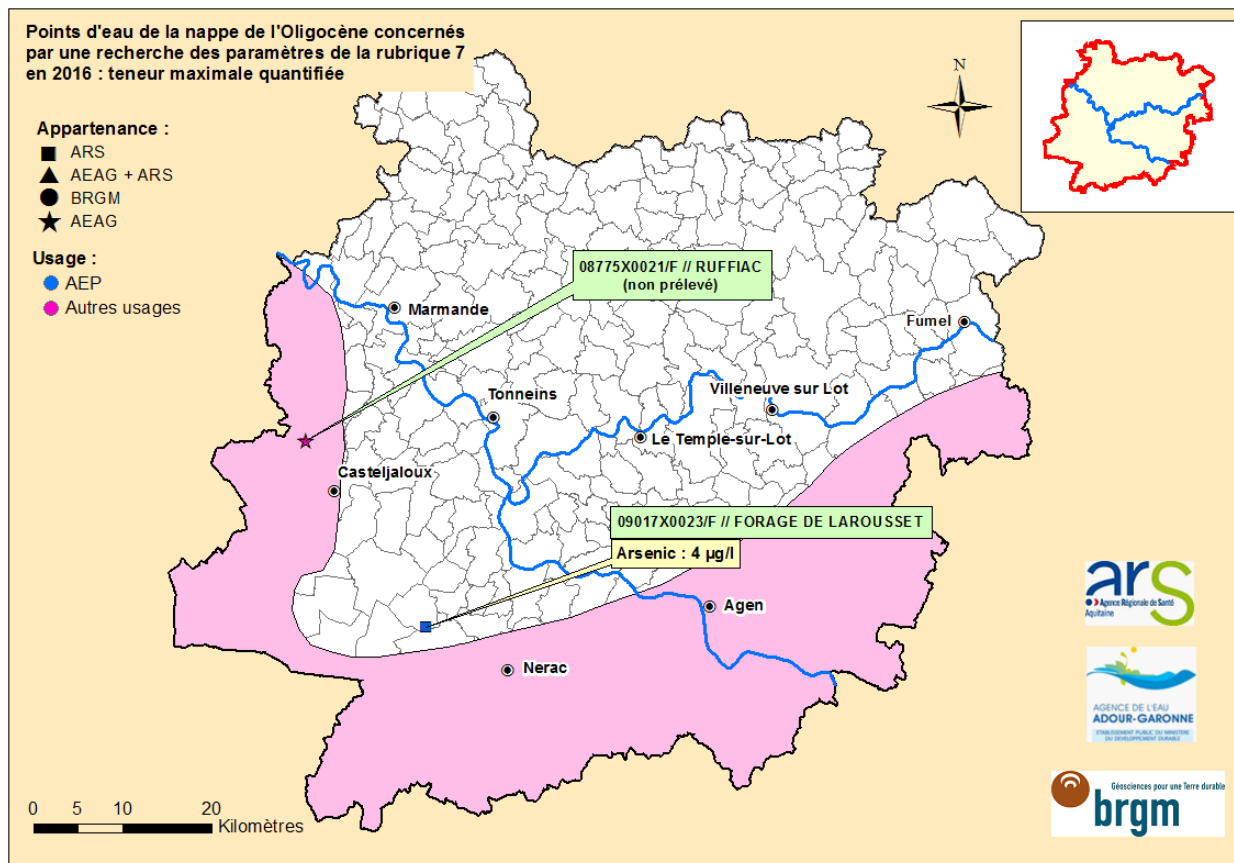 Points d'eau de la nappe de l'Oligocène concernés
par une recherche des paramètres de la rubrique 7
en 2016 : teneur maximale quantifiée
Appartenance :
ARS
AEAG + ARS
BRGM
AEAG
Usage :
AEP
Autres usages
N
08775X0021/F // RUFFIAC
(non prélevé)
Marmande
Fumel
Tonneins
Villeneuve sur Lot
Le Temple-sur-Lot
Casteljaloux
09017X0023/F // FORAGE DE LAROUSSET
Arsenic : 4 µg/l
Agen
Nerac
0 5 10 20
Kilomètres
ars
Agence Régionale de Santé
Aquitaine
AGENCE DE L'EAU
ADOUR-GARONNE
ETABLISSEMENT PUBLIC DU MINISTERE
DU DEVELOPPEMENT DURABLE
Géosciences pour une Terre durable
brgm